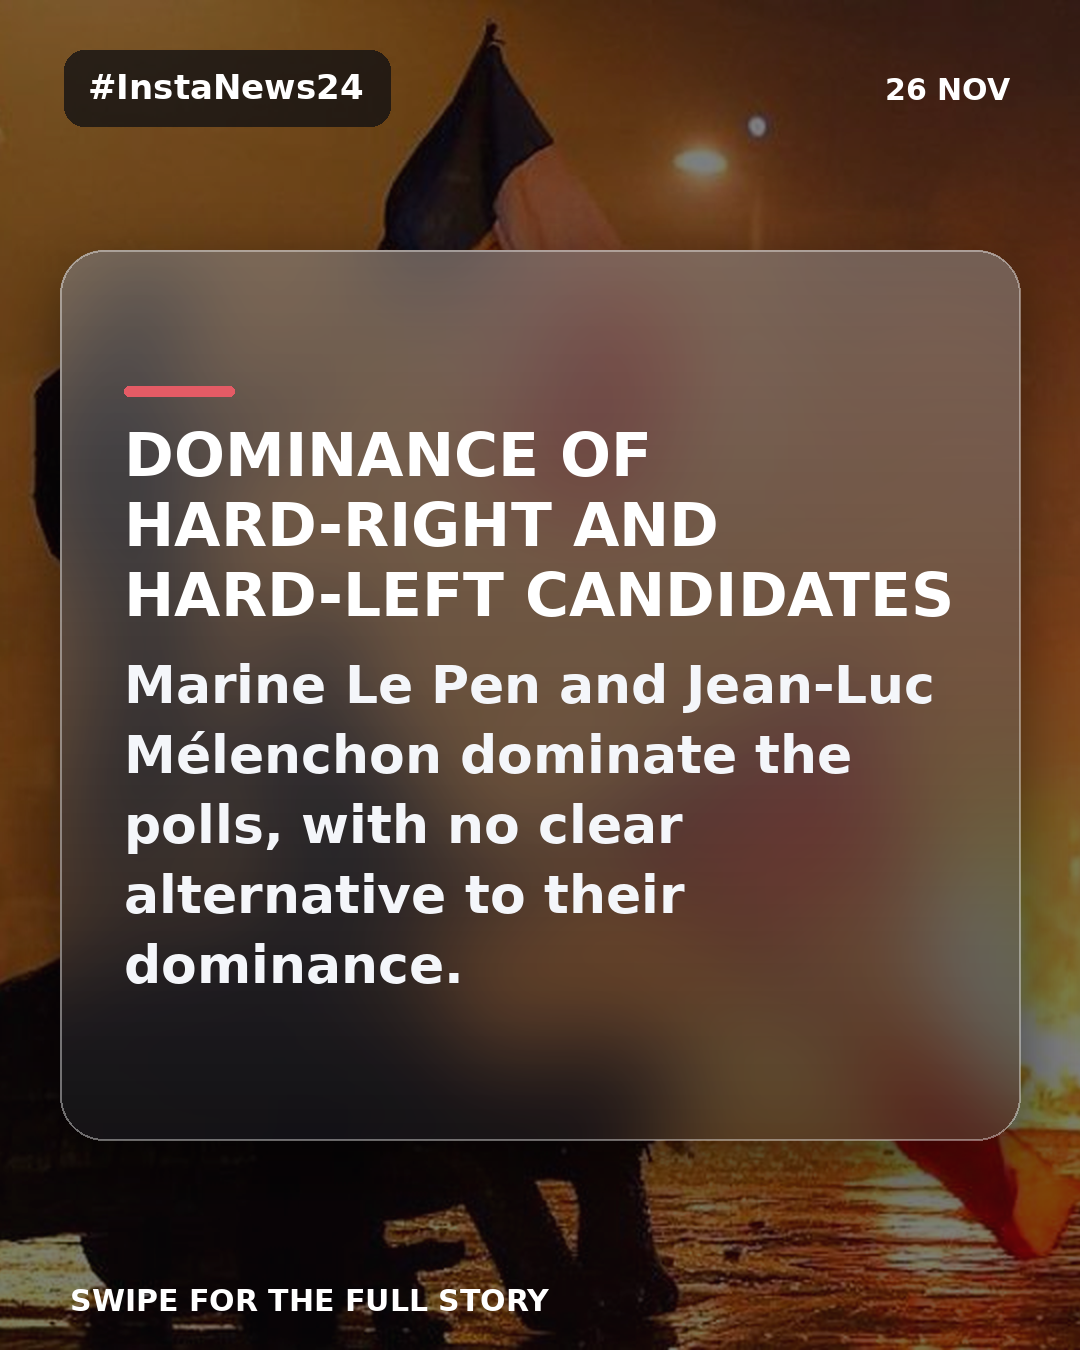 #InstaNews24
26 NOV
DOMINANCE OF
HARD-RIGHT AND
HARD-LEFT CANDIDATES
Marine Le Pen and Jean-Luc
Mélenchon dominate the
polls, with no clear
alternative to their
dominance.
SWIPE FOR THE FULL STORY